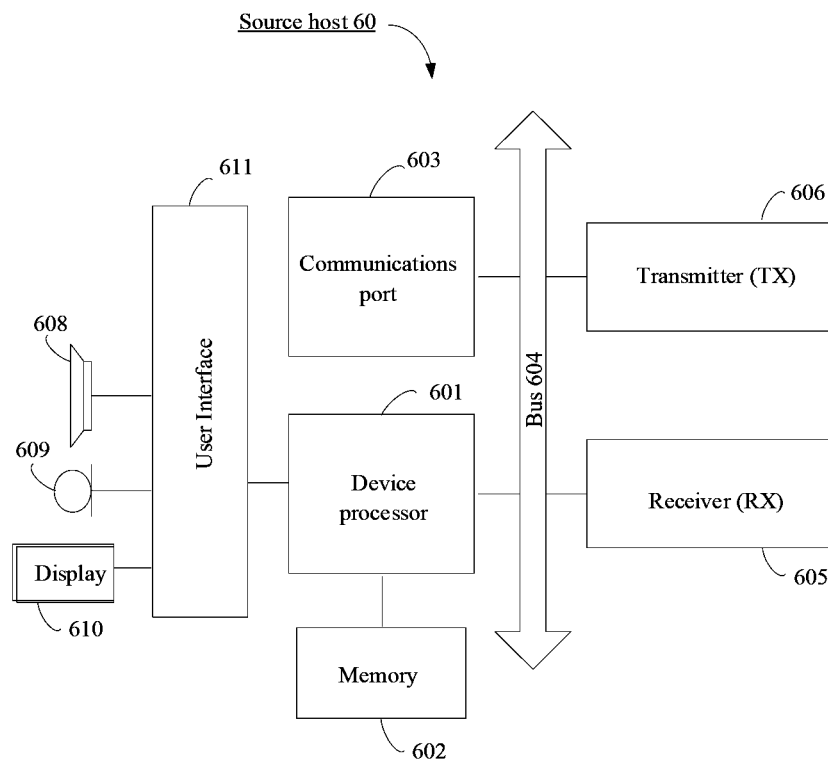 Source host 60
603
611
606
Communications
port
Transmitter (TX)
608
User Interface
Bus 604
601
609
Device
processor
Receiver (RX)
Display
610
605
Memory
602